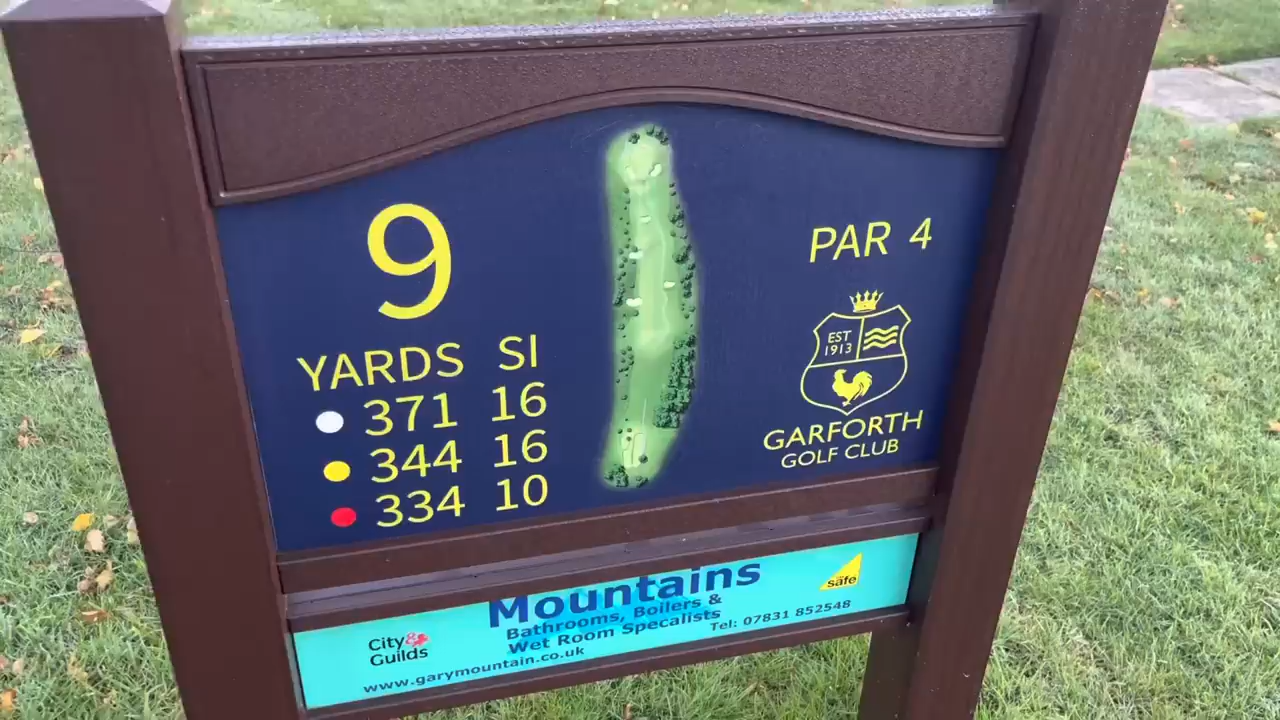 9
PAR 4
YARDS SI
371 16
344 16
334 10
EST
1913
GARFORTH
GOLF CLUB
Mountains
Bathrooms, Boilers &
Wet Room Specalists
City&
Guilds
www.garymountain.co.uk
Tel: 07831 852548
safe